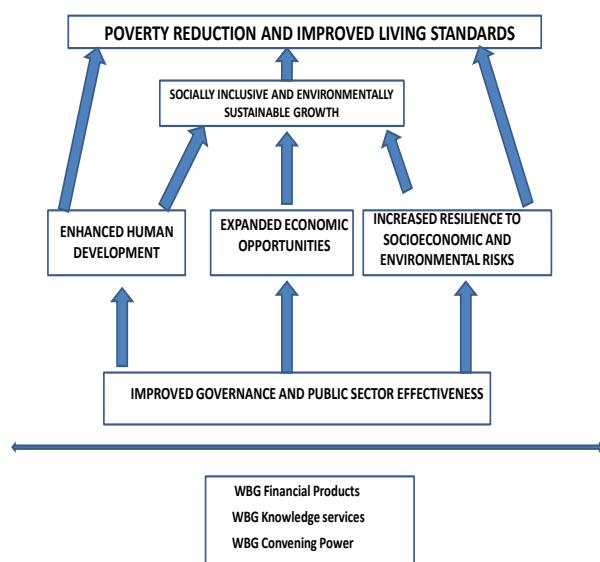 POVERTY REDUCTION AND IMPROVED LIVING STANDARDS
SOCIALLY INCLUSIVE AND ENVIRONMENTALLY
SUSTAINABLE GROWTH
ENHANCED HUMAN
DEVELOPMENT
EXPANDED ECONOMIC
OPPORTUNITIES
INCREASED RESILIENCE TO
SOCIOECONOMIC AND
ENVIRONMENTAL RISKS
IMPROVED GOVERNANCE AND PUBLIC SECTOR EFFECTIVENESS
WBG Financial Products
WBG Knowledge services
WBG Convening Power